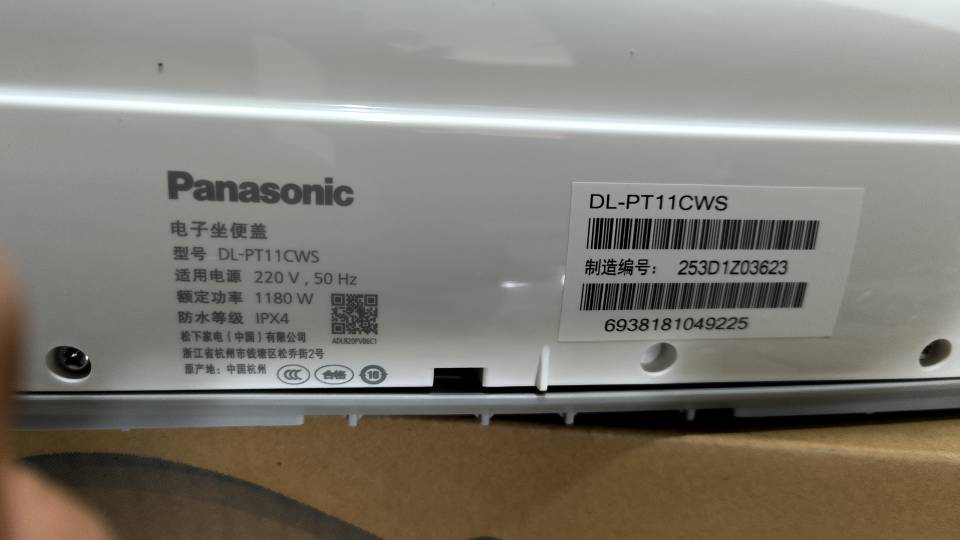 Panasonic
电子坐便盖
型号 DL-PT11CWS
适用电源 220 V , 50 Hz
额定功率 1180 W
防水等级 IPX4
ADL820PV06C1
松下家电(中国)有限公司
浙江省杭州市钱塘区松乔街2号
原产地: 中国杭州
CCC 合格 10
DL-PT11CWS
制造编号: 253D1Z03623
6938181049225